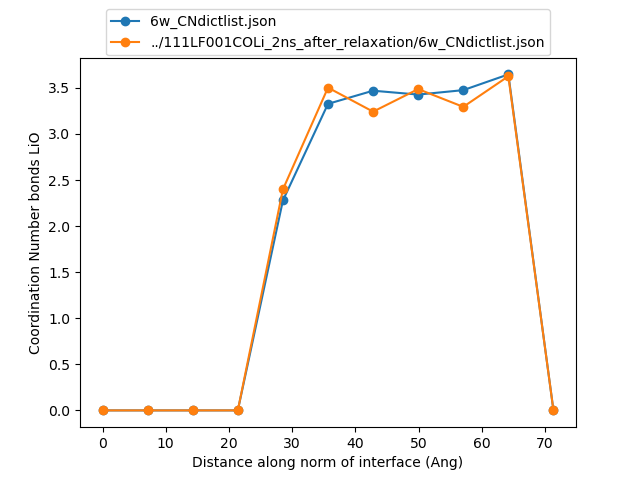 6w_CNdictlist.json
../111LF001COLi_2ns_after_relaxation/6w_CNdictlist.json
3.5
3.0
2.5
2.0
1.5
1.0
0.5
0.0
Coordination Number bonds LiO
0 10 20 30 40 50 60 70
Distance along norm of interface (Ang)